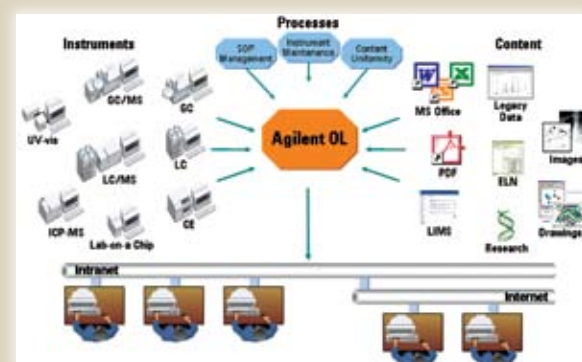 Processes
Instruments
Content
SOP
Management
Instrument
Maintenance
Content
Uniformity
GC/MS
GC
UV-vis
LC/MS
LC
ICP-MS
Lab-on a Chip
CE
Agilent OL
MS Office
Legacy
Data
Images
PDF
ELN
LIMS
Research
Drawings
Intranet
Internet